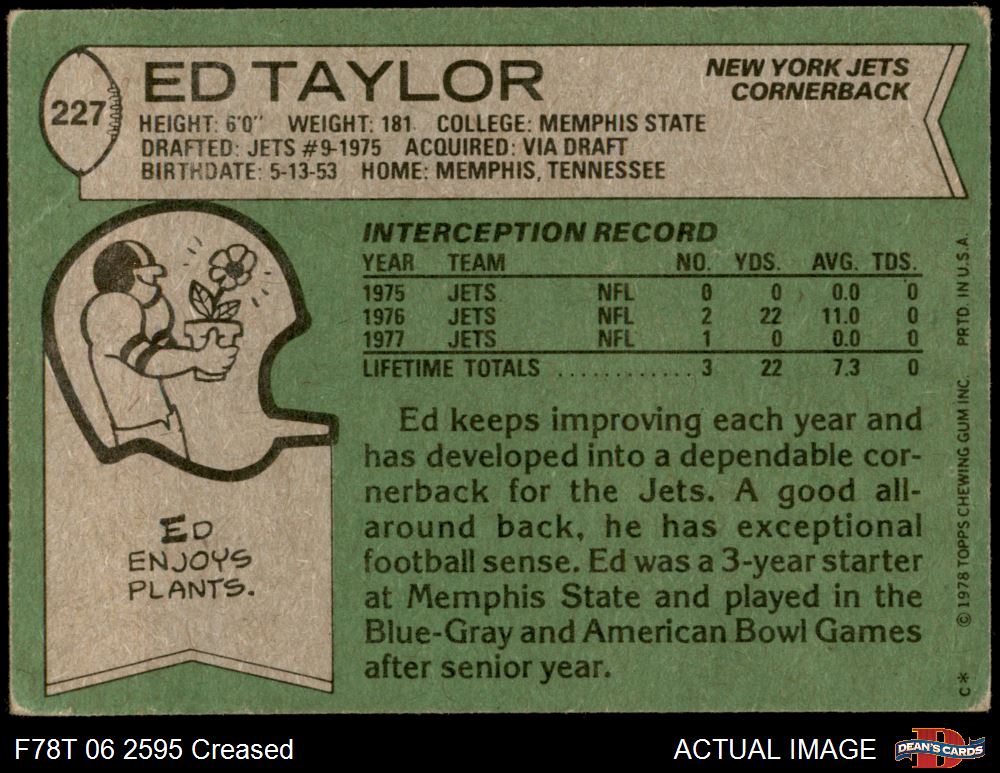 227
ED TAYLOR
NEW YORK JETS
CORNERBACK
HEIGHT: 6'0" WEIGHT: 181 COLLEGE: MEMPHIS STATE
DRAFTED: JETS #9-1975 ACQUIRED: VIA DRAFT
BIRTHDATE: 5-13-53 HOME: MEMPHIS, TENNESSEE
INTERCEPTION RECORD
YEAR TEAM NO. YDS. AVG. TDS.
1975 JETS NFL 0 0 0.0 0
1976 JETS NFL 2 22 11.0 0
1977 JETS NFL 1 0 0.0 0
LIFETIME TOTALS ............ 3 22 7.3 0
Ed keeps improving each year and
has developed into a dependable cor-
nerback for the Jets. A good all-
around back, he has exceptional
football sense. Ed was a 3-year starter
at Memphis State and played in the
Blue-Gray and American Bowl Games
after senior year.
ED
ENJOYS
PLANTS.
C* © 1978 TOPPS CHEWING GUM INC. PRTD. IN U.S.A.
F78T 06 2595 Creased
ACTUAL IMAGE
DEAN'S CARDS